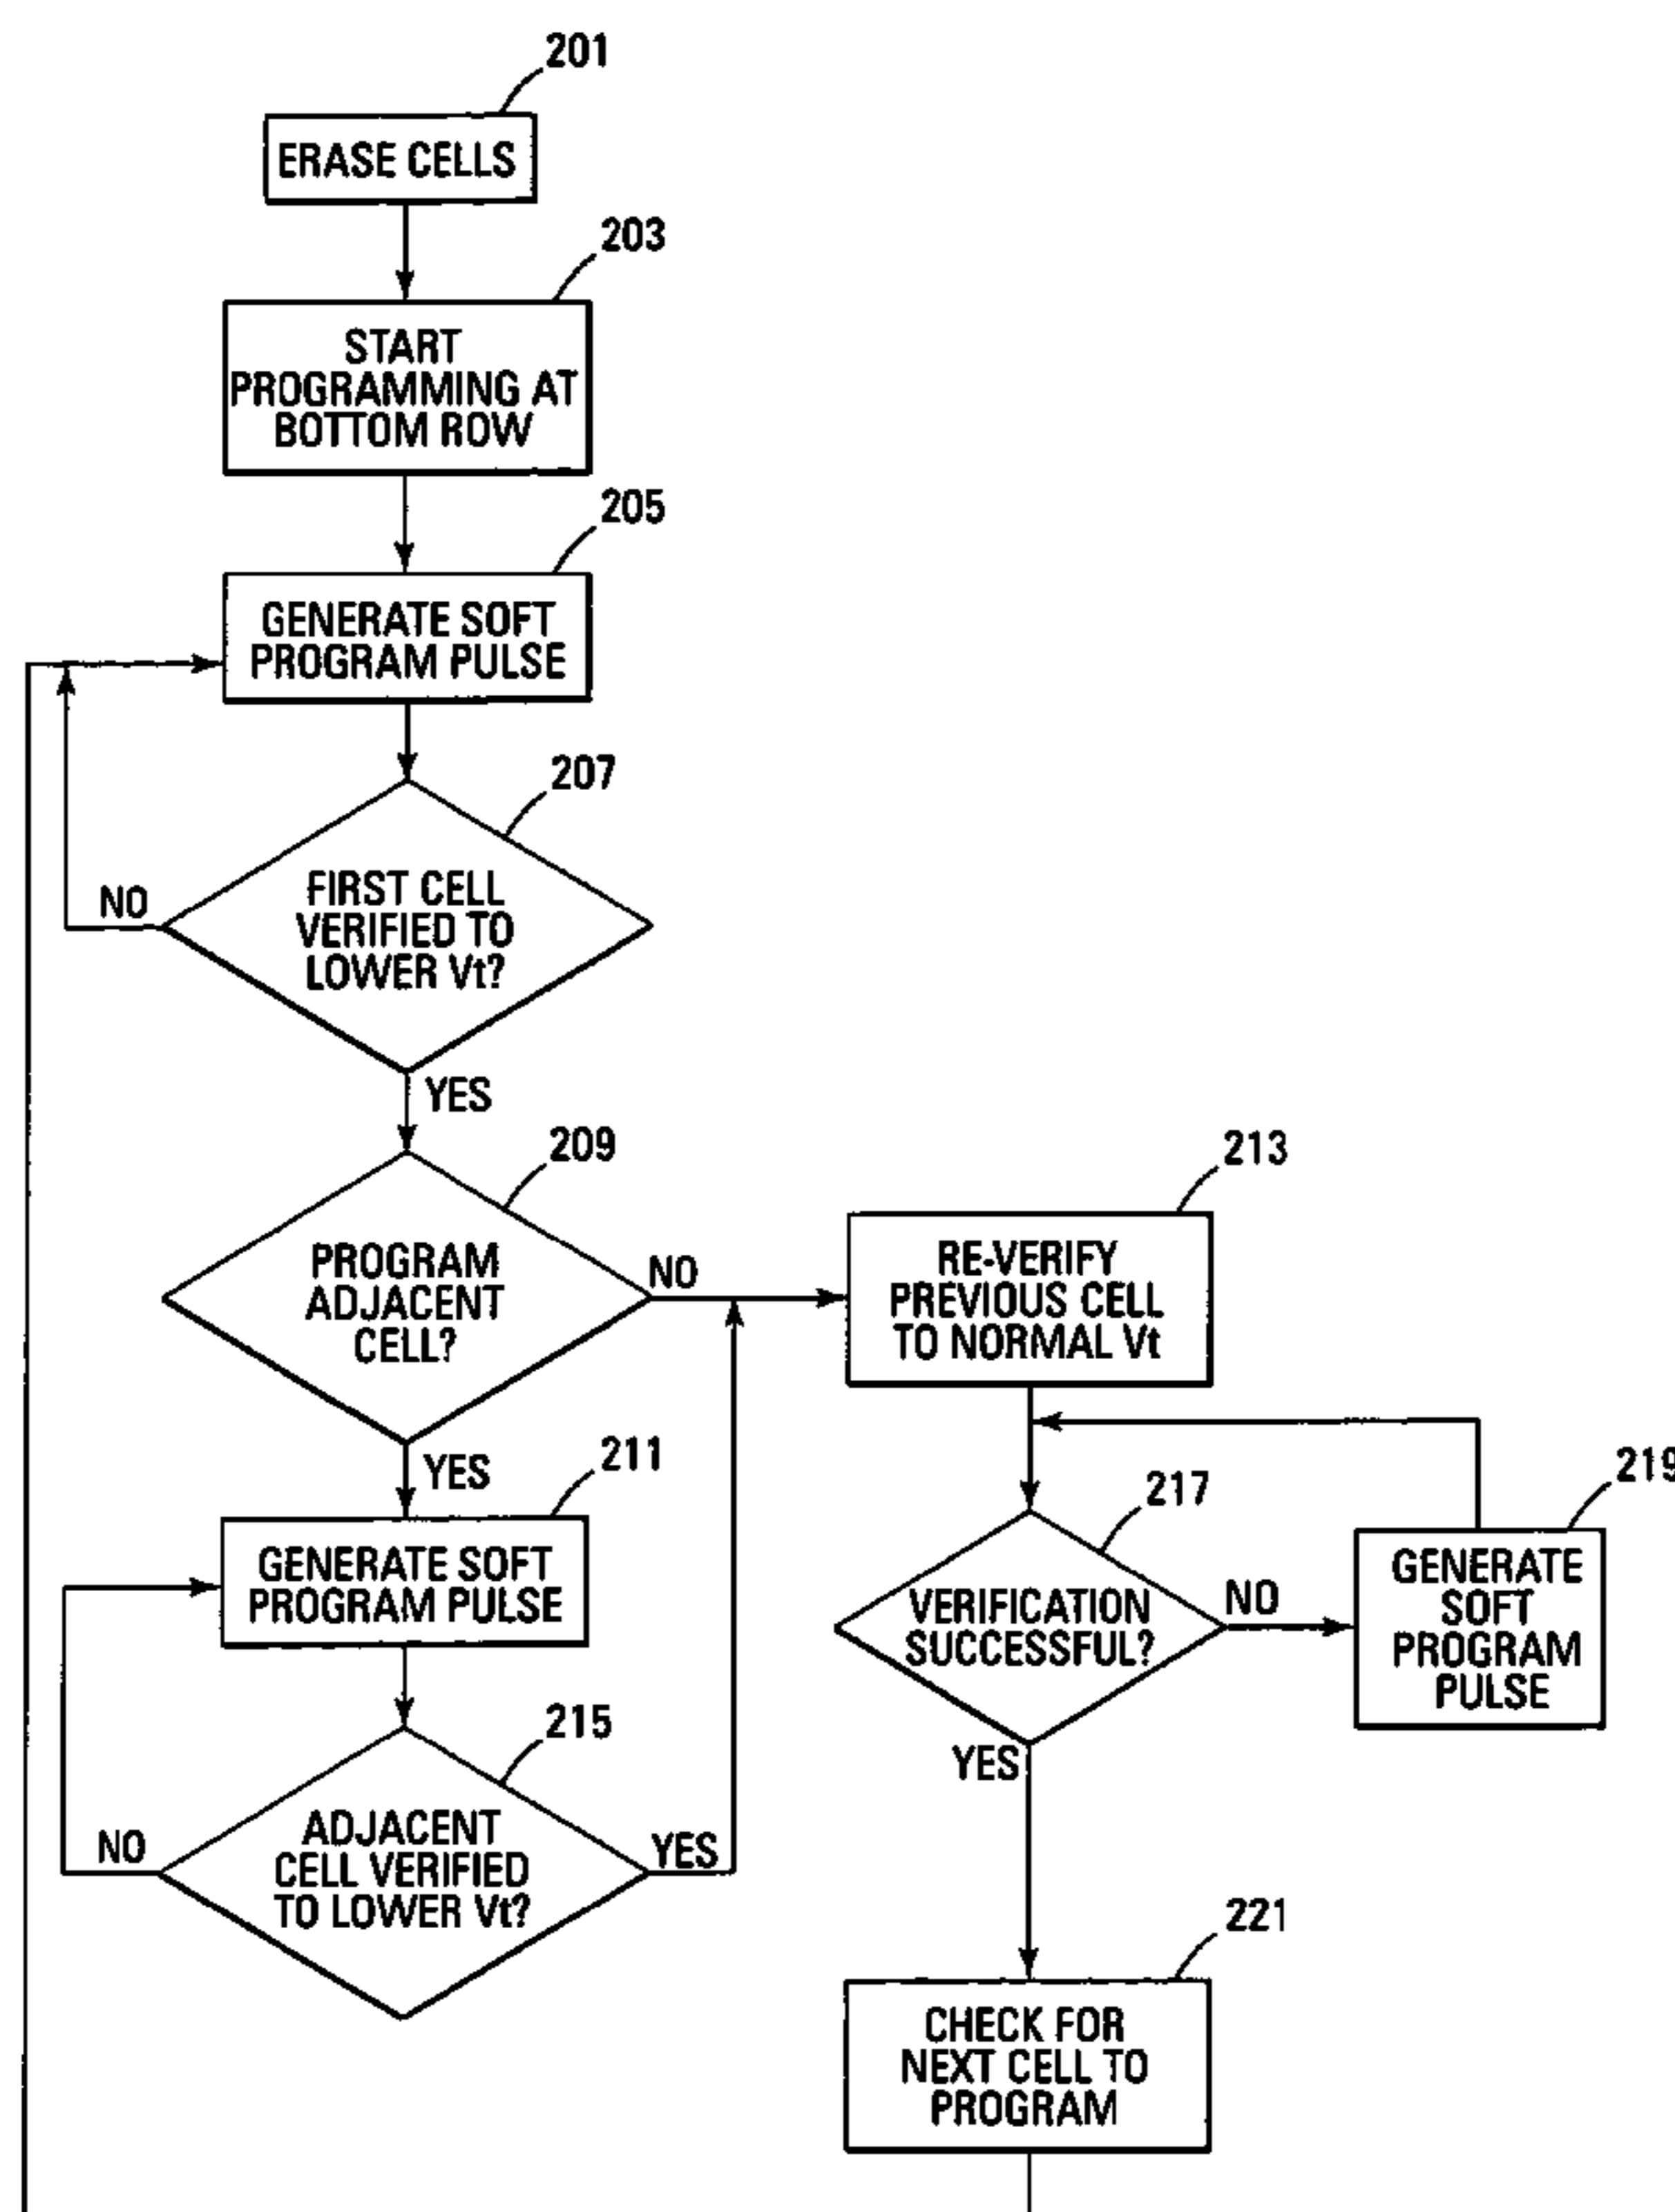 201
ERASE CELLS
203
START
PROGRAMMING AT
BOTTOM ROW
205
GENERATE SOFT
PROGRAM PULSE
207
FIRST CELL
VERIFIED TO
LOWER Vt?
NO
YES
209
PROGRAM
ADJACENT
CELL?
NO
YES
211
GENERATE SOFT
PROGRAM PULSE
215
ADJACENT
CELL VERIFIED
TO LOWER Vt?
NO
YES
213
RE-VERIFY
PREVIOUS CELL
TO NORMAL Vt
217
VERIFICATION
SUCCESSFUL?
NO
YES
219
GENERATE
SOFT
PROGRAM
PULSE
221
CHECK FOR
NEXT CELL TO
PROGRAM